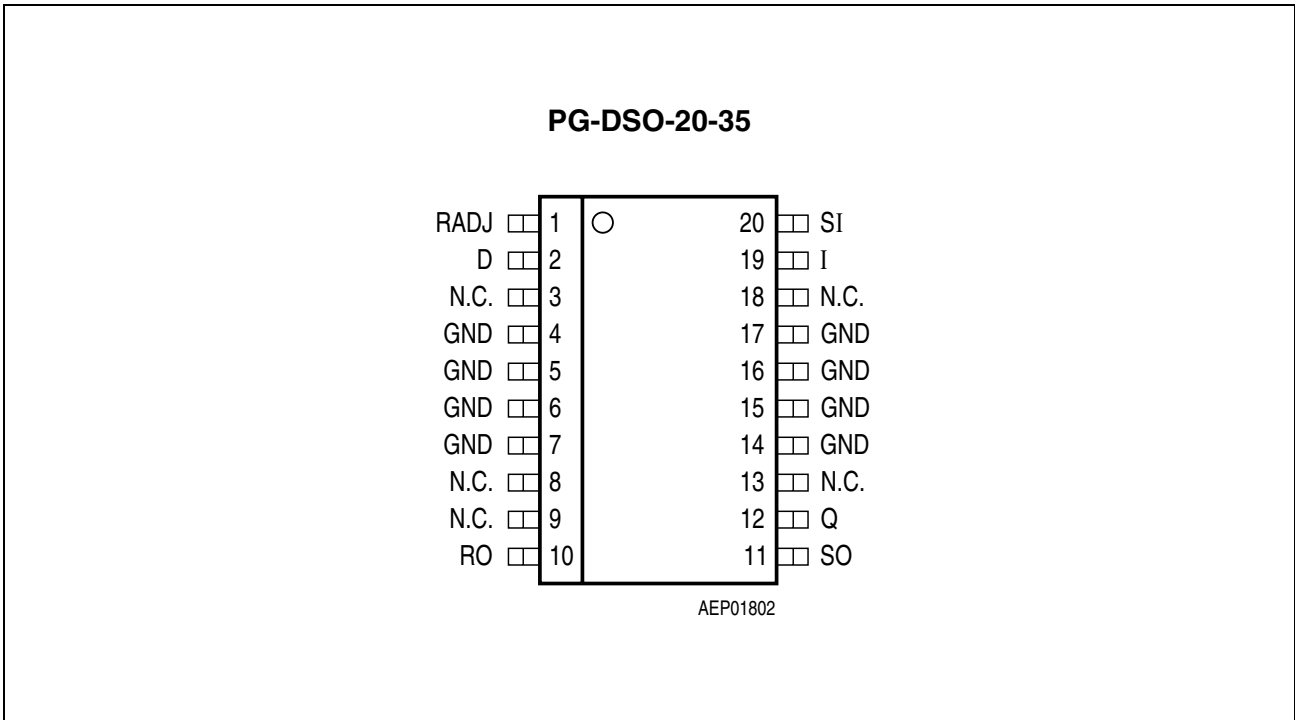 PG-DSO-20-35
RADJ 1 20 SI
D 2 19 I
N.C. 3 18 N.C.
GND 4 17 GND
GND 5 16 GND
GND 6 15 GND
GND 7 14 GND
N.C. 8 13 N.C.
N.C. 9 12 Q
RO 10 11 SO
AEP01802